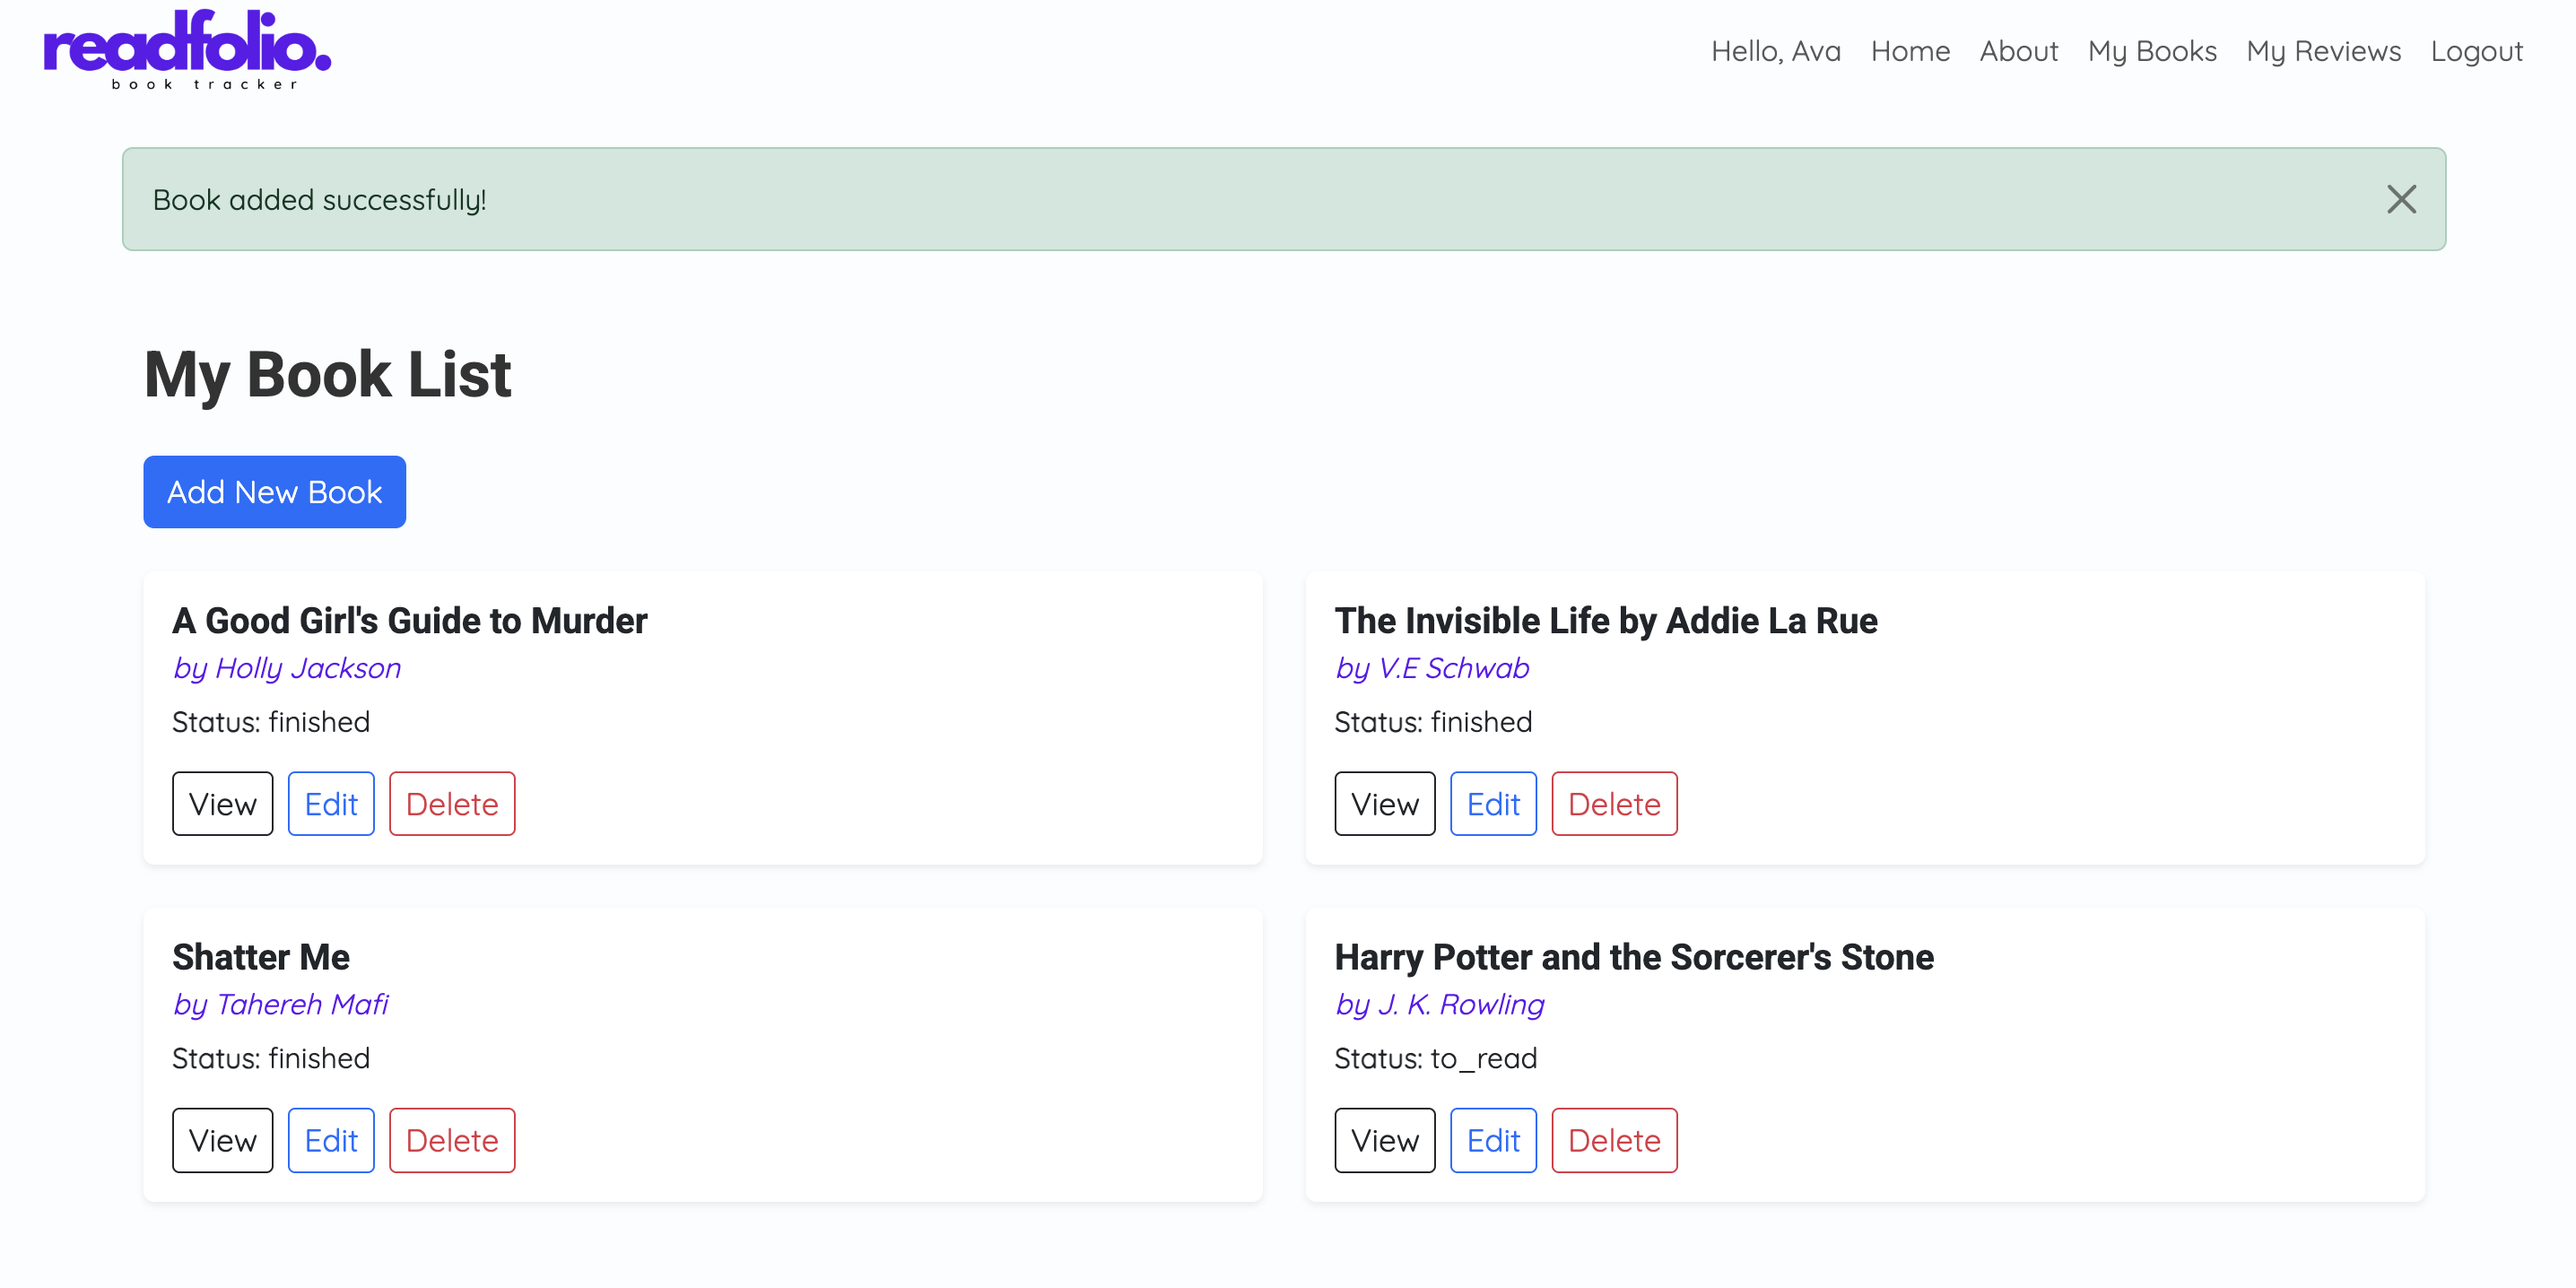 readfolio.
book tracker
Hello, Ava Home About My Books My Reviews Logout
Book added successfully!
My Book List
Add New Book
A Good Girl's Guide to Murder
by Holly Jackson
Status: finished
View Edit Delete
The Invisible Life by Addie La Rue
by V.E Schwab
Status: finished
View Edit Delete
Shatter Me
by Tahereh Mafi
Status: finished
View Edit Delete
Harry Potter and the Sorcerer's Stone
by J. K. Rowling
Status: to_read
View Edit Delete